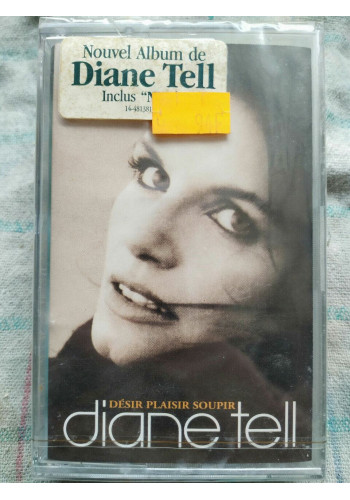 Nouvel Album de
Diane Tell
Inclus
DÉSIR PLAISIR SOUPIR
diane tell